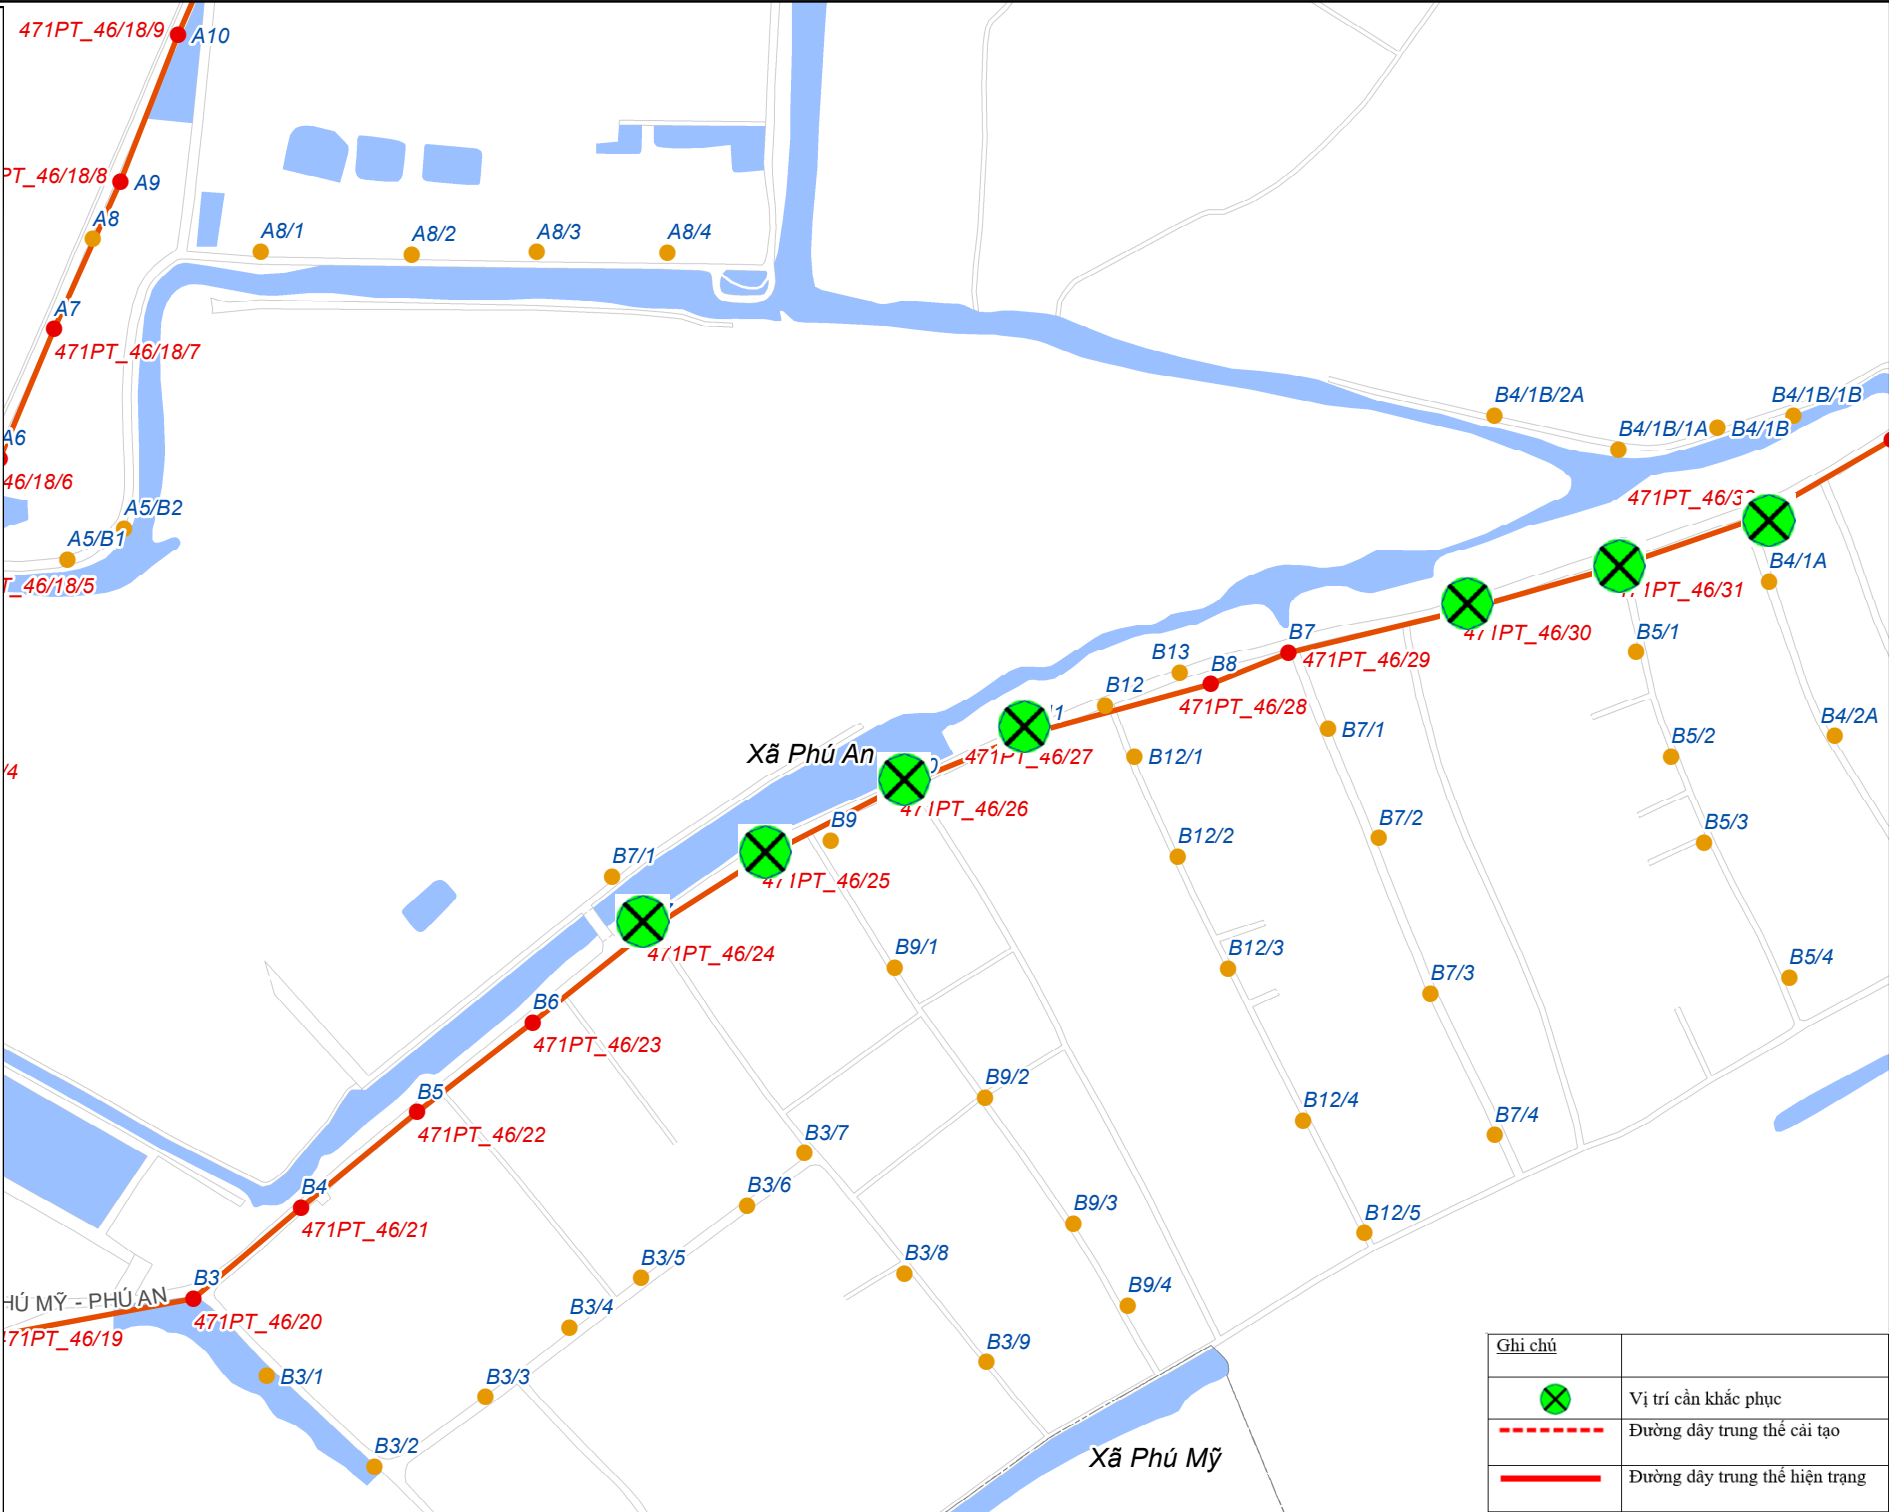 471PT_46/18/9
A10
PT_46/18/8
A9
A8
A8/1
A8/2
A8/3
A8/4
A7
471PT_46/18/7
B4/1B/2A
B4/1B/1B
B4/1B/1A
B4/1B
A6
46/18/6
471PT_46/3
A5/B2
A5/B1
T_46/18/5
B4/1A
471PT_46/31
471PT_46/30
B5/1
B7
471PT_46/29
B13
B8
B12
471PT_46/28
B4/2A
B7/1
B5/2
Xã Phú An
471PT_46/27
B12/1
/4
471PT_46/26
B9
B7/2
B5/3
B12/2
B7/1
471PT_46/25
B9/1
471PT_46/24
B12/3
B5/4
B7/3
B6
471PT_46/23
B9/2
B5
B12/4
B7/4
471PT_46/22
B3/7
B4
B3/6
B9/3
B12/5
471PT_46/21
B3/5
B3/8
B3
HÚ MỸ - PHÚ AN
B3/4
B9/4
471PT_46/20
471PT_46/19
B3/9
B3/1
B3/3
B3/2
Xã Phú Mỹ
Ghi chú
Vị trí cần khắc phục
Đường dây trung thế cải tạo
Đường dây trung thế hiện trạng